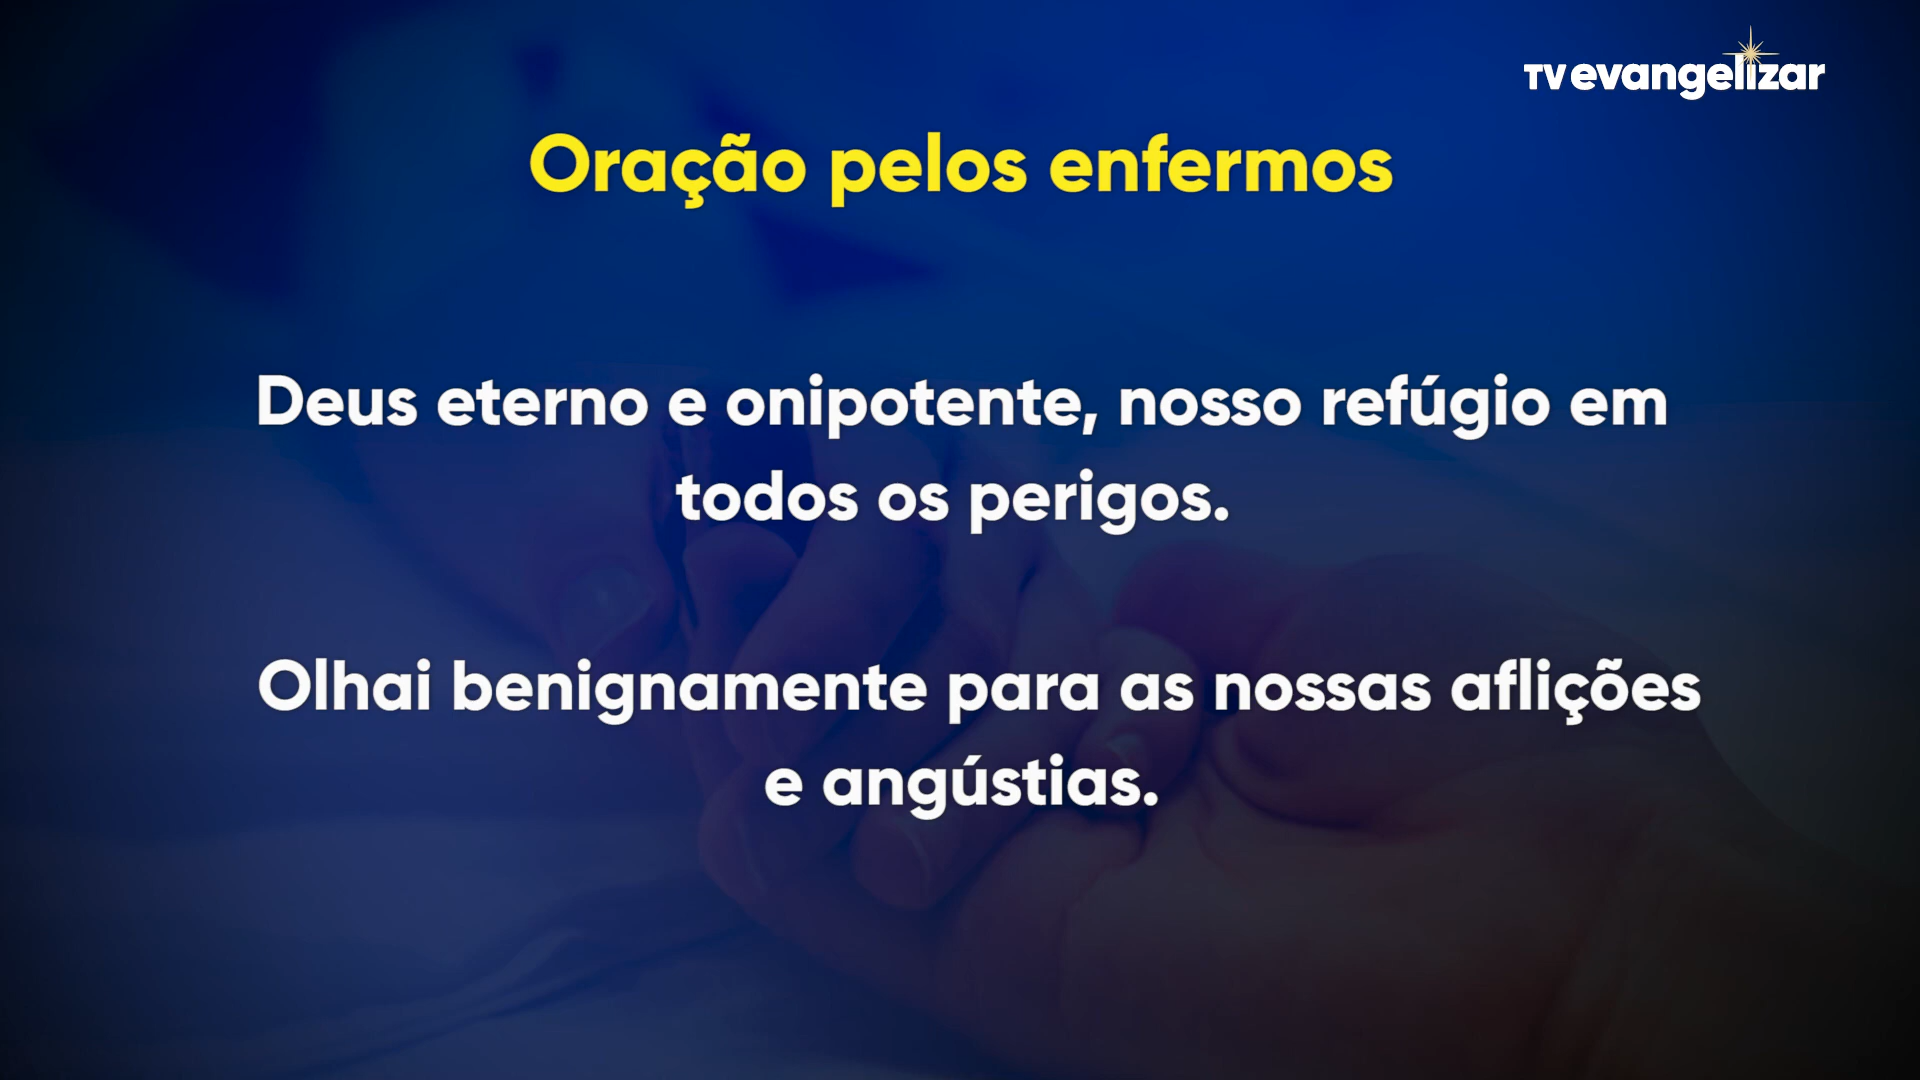 TV evangelizar
Oração pelos enfermos
Deus eterno e onipotente, nosso refúgio em
todos os perigos.
Olhai benignamente para as nossas aflições
e angústias.